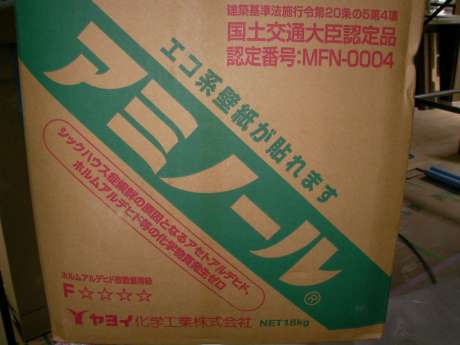 建築基準法施行令第20条の5第4項
国土交通大臣認定品
認定番号:MFN-0004
エコ系壁紙が貼れます
アミノール®
シックハウス症候群の原因となるアセトアルデヒド、
ホルムアルデヒド等の化学物質発生ゼロ
ホルムアルデヒド放散等級
F☆☆☆☆
ヤヨイ化学工業株式会社 NET18kg